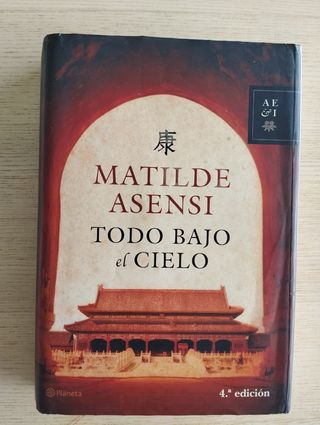 AE
& I
康
MATILDE
ASENSI
TODO BAJO
el CIELO
Planeta
4.ª edición